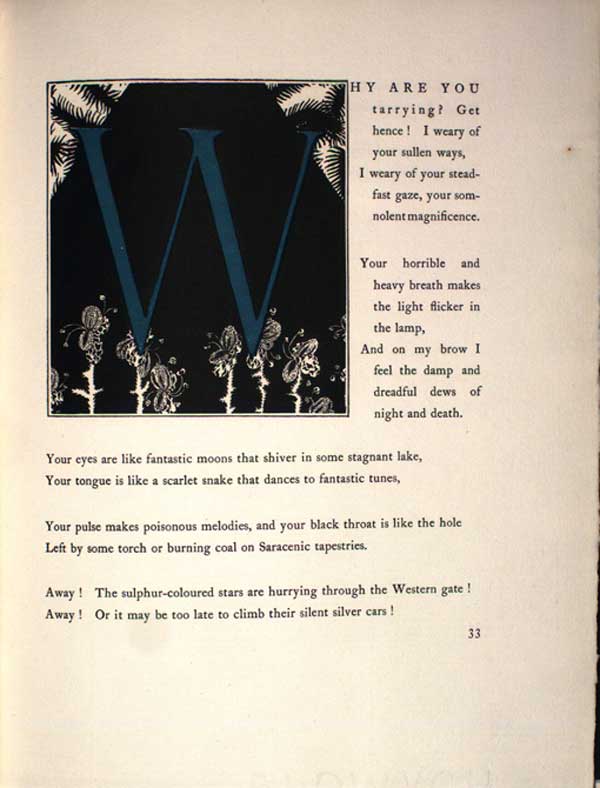 WHY ARE YOU
tarrying? Get
hence! I weary of
your sullen ways,
I weary of your stead-
fast gaze, your som-
nolent magnificence.
Your horrible and
heavy breath makes
the light flicker in
the lamp,
And on my brow I
feel the damp and
dreadful dews of
night and death.
Your eyes are like fantastic moons that shiver in some stagnant lake,
Your tongue is like a scarlet snake that dances to fantastic tunes,
Your pulse makes poisonous melodies, and your black throat is like the hole
Left by some torch or burning coal on Saracenic tapestries.
Away! The sulphur-coloured stars are hurrying through the Western gate!
Away! Or it may be too late to climb their silent silver cars!
33